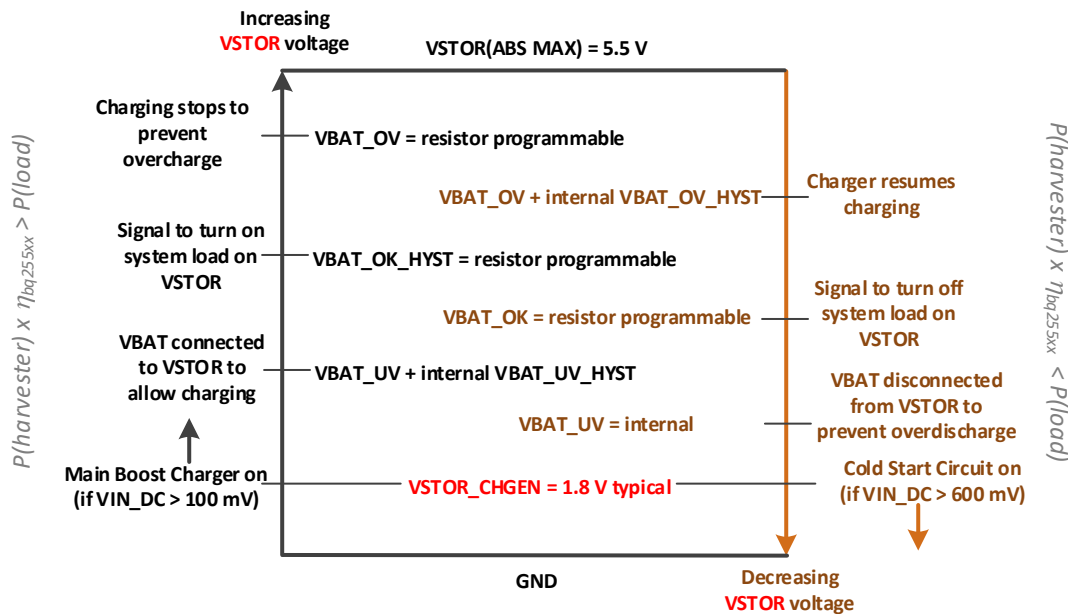 Increasing
VSTOR voltage
VSTOR(ABS MAX) = 5.5 V
Charging stops to
prevent
overcharge
VBAT_OV = resistor programmable
VBAT_OV + internal VBAT_OV_HYST
Charger resumes
charging
Signal to turn on
system load on
VSTOR
VBAT_OK_HYST = resistor programmable
VBAT_OK = resistor programmable
Signal to turn off
system load on
VSTOR
VBAT connected
to VSTOR to
allow charging
VBAT_UV + internal VBAT_UV_HYST
VBAT_UV = internal
VBAT disconnected
from VSTOR to
prevent overdischarge
Main Boost Charger on
(if VIN_DC > 100 mV)
VSTOR_CHGEN = 1.8 V typical
Cold Start Circuit on
(if VIN_DC > 600 mV)
GND
Decreasing
VSTOR voltage
P(harvester) x ηbq255xx > P(load)
P(harvester) x ηbq255xx < P(load)